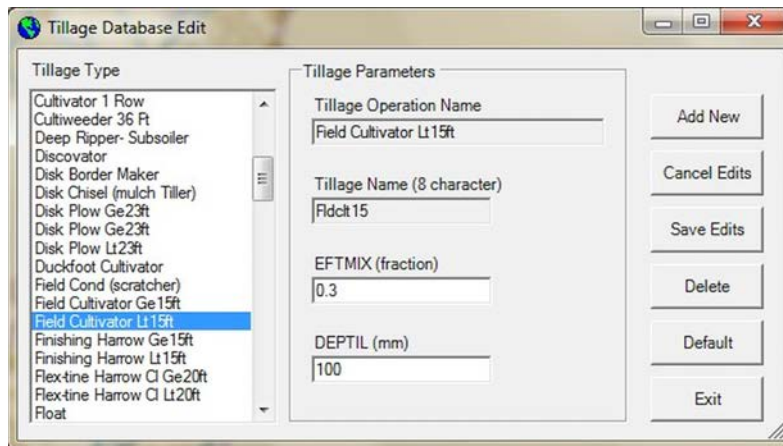 Tillage Database Edit
Tillage Type
Cultivator 1 Row
Cultiweeder 36 Ft
Deep Ripper- Subsoiler
Discovator
Disk Border Maker
Disk Chisel (mulch Tiller)
Disk Plow Ge23ft
Disk Plow Ge23ft
Disk Plow Lt23ft
Duckfoot Cultivator
Field Cond (scratcher)
Field Cultivator Ge15ft
Field Cultivator Lt15ft
Finishing Harrow Ge15ft
Finishing Harrow Lt15ft
Flex-tine Harrow Cl Ge20ft
Flex-tine Harrow Cl Lt20ft
Float
Tillage Parameters
Tillage Operation Name
Field Cultivator Lt15ft
Tillage Name (8 character)
Fldclt15
EFTMIX (fraction)
0.3
DEPTIL (mm)
100
Add New
Cancel Edits
Save Edits
Delete
Default
Exit